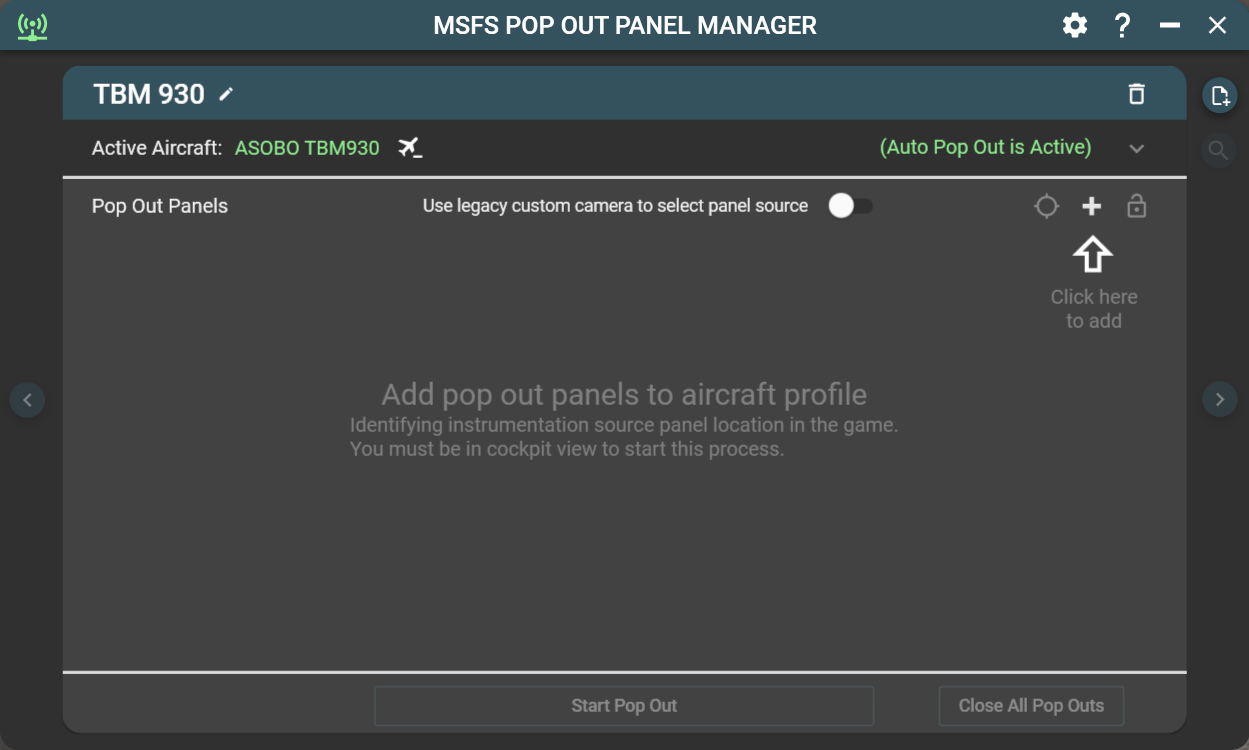 MSFS POP OUT PANEL MANAGER
?
TBM 930
Active Aircraft: ASOBO TBM930
(Auto Pop Out is Active)
Pop Out Panels
Use legacy custom camera to select panel source
Click here
to add
Add pop out panels to aircraft profile
Identifying instrumentation source panel location in the game.
You must be in cockpit view to start this process.
Start Pop Out
Close All Pop Outs